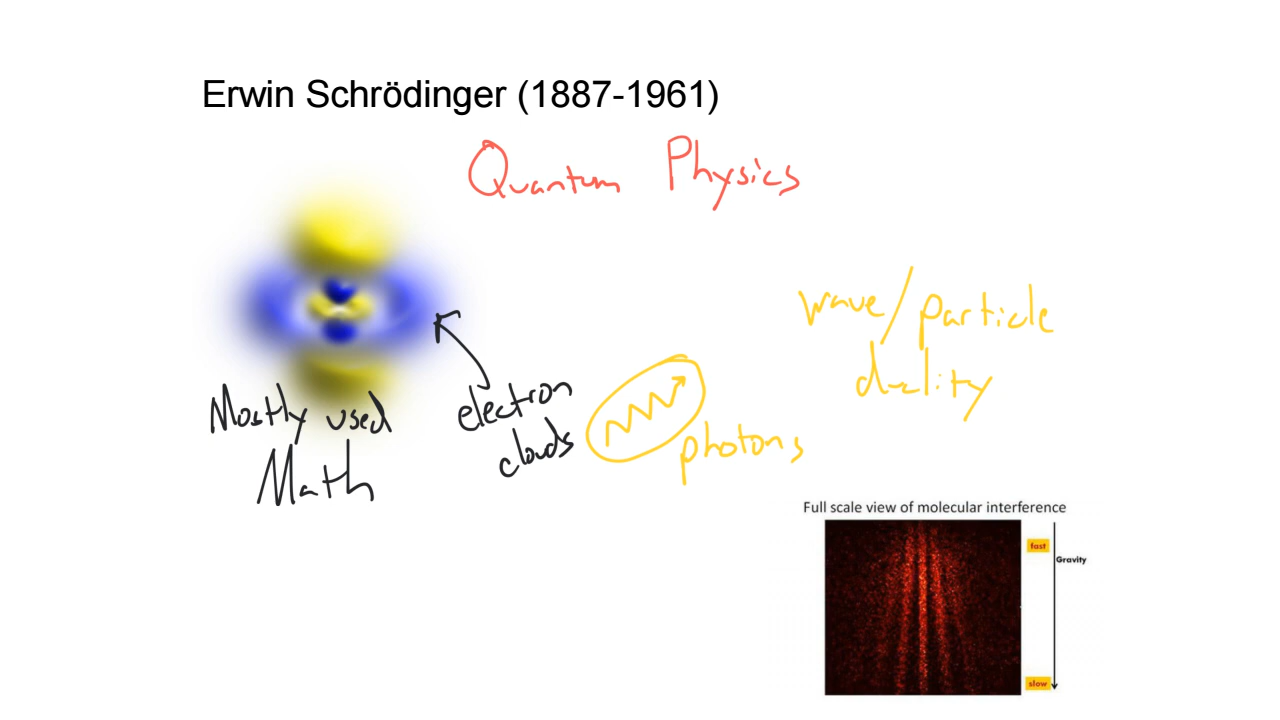 Erwin Schrödinger (1887-1961)
Quantum Physics
wave/particle
duality
Mostly used
Math
electron
clouds
photons
Full scale view of molecular interference
fast
Gravity
slow